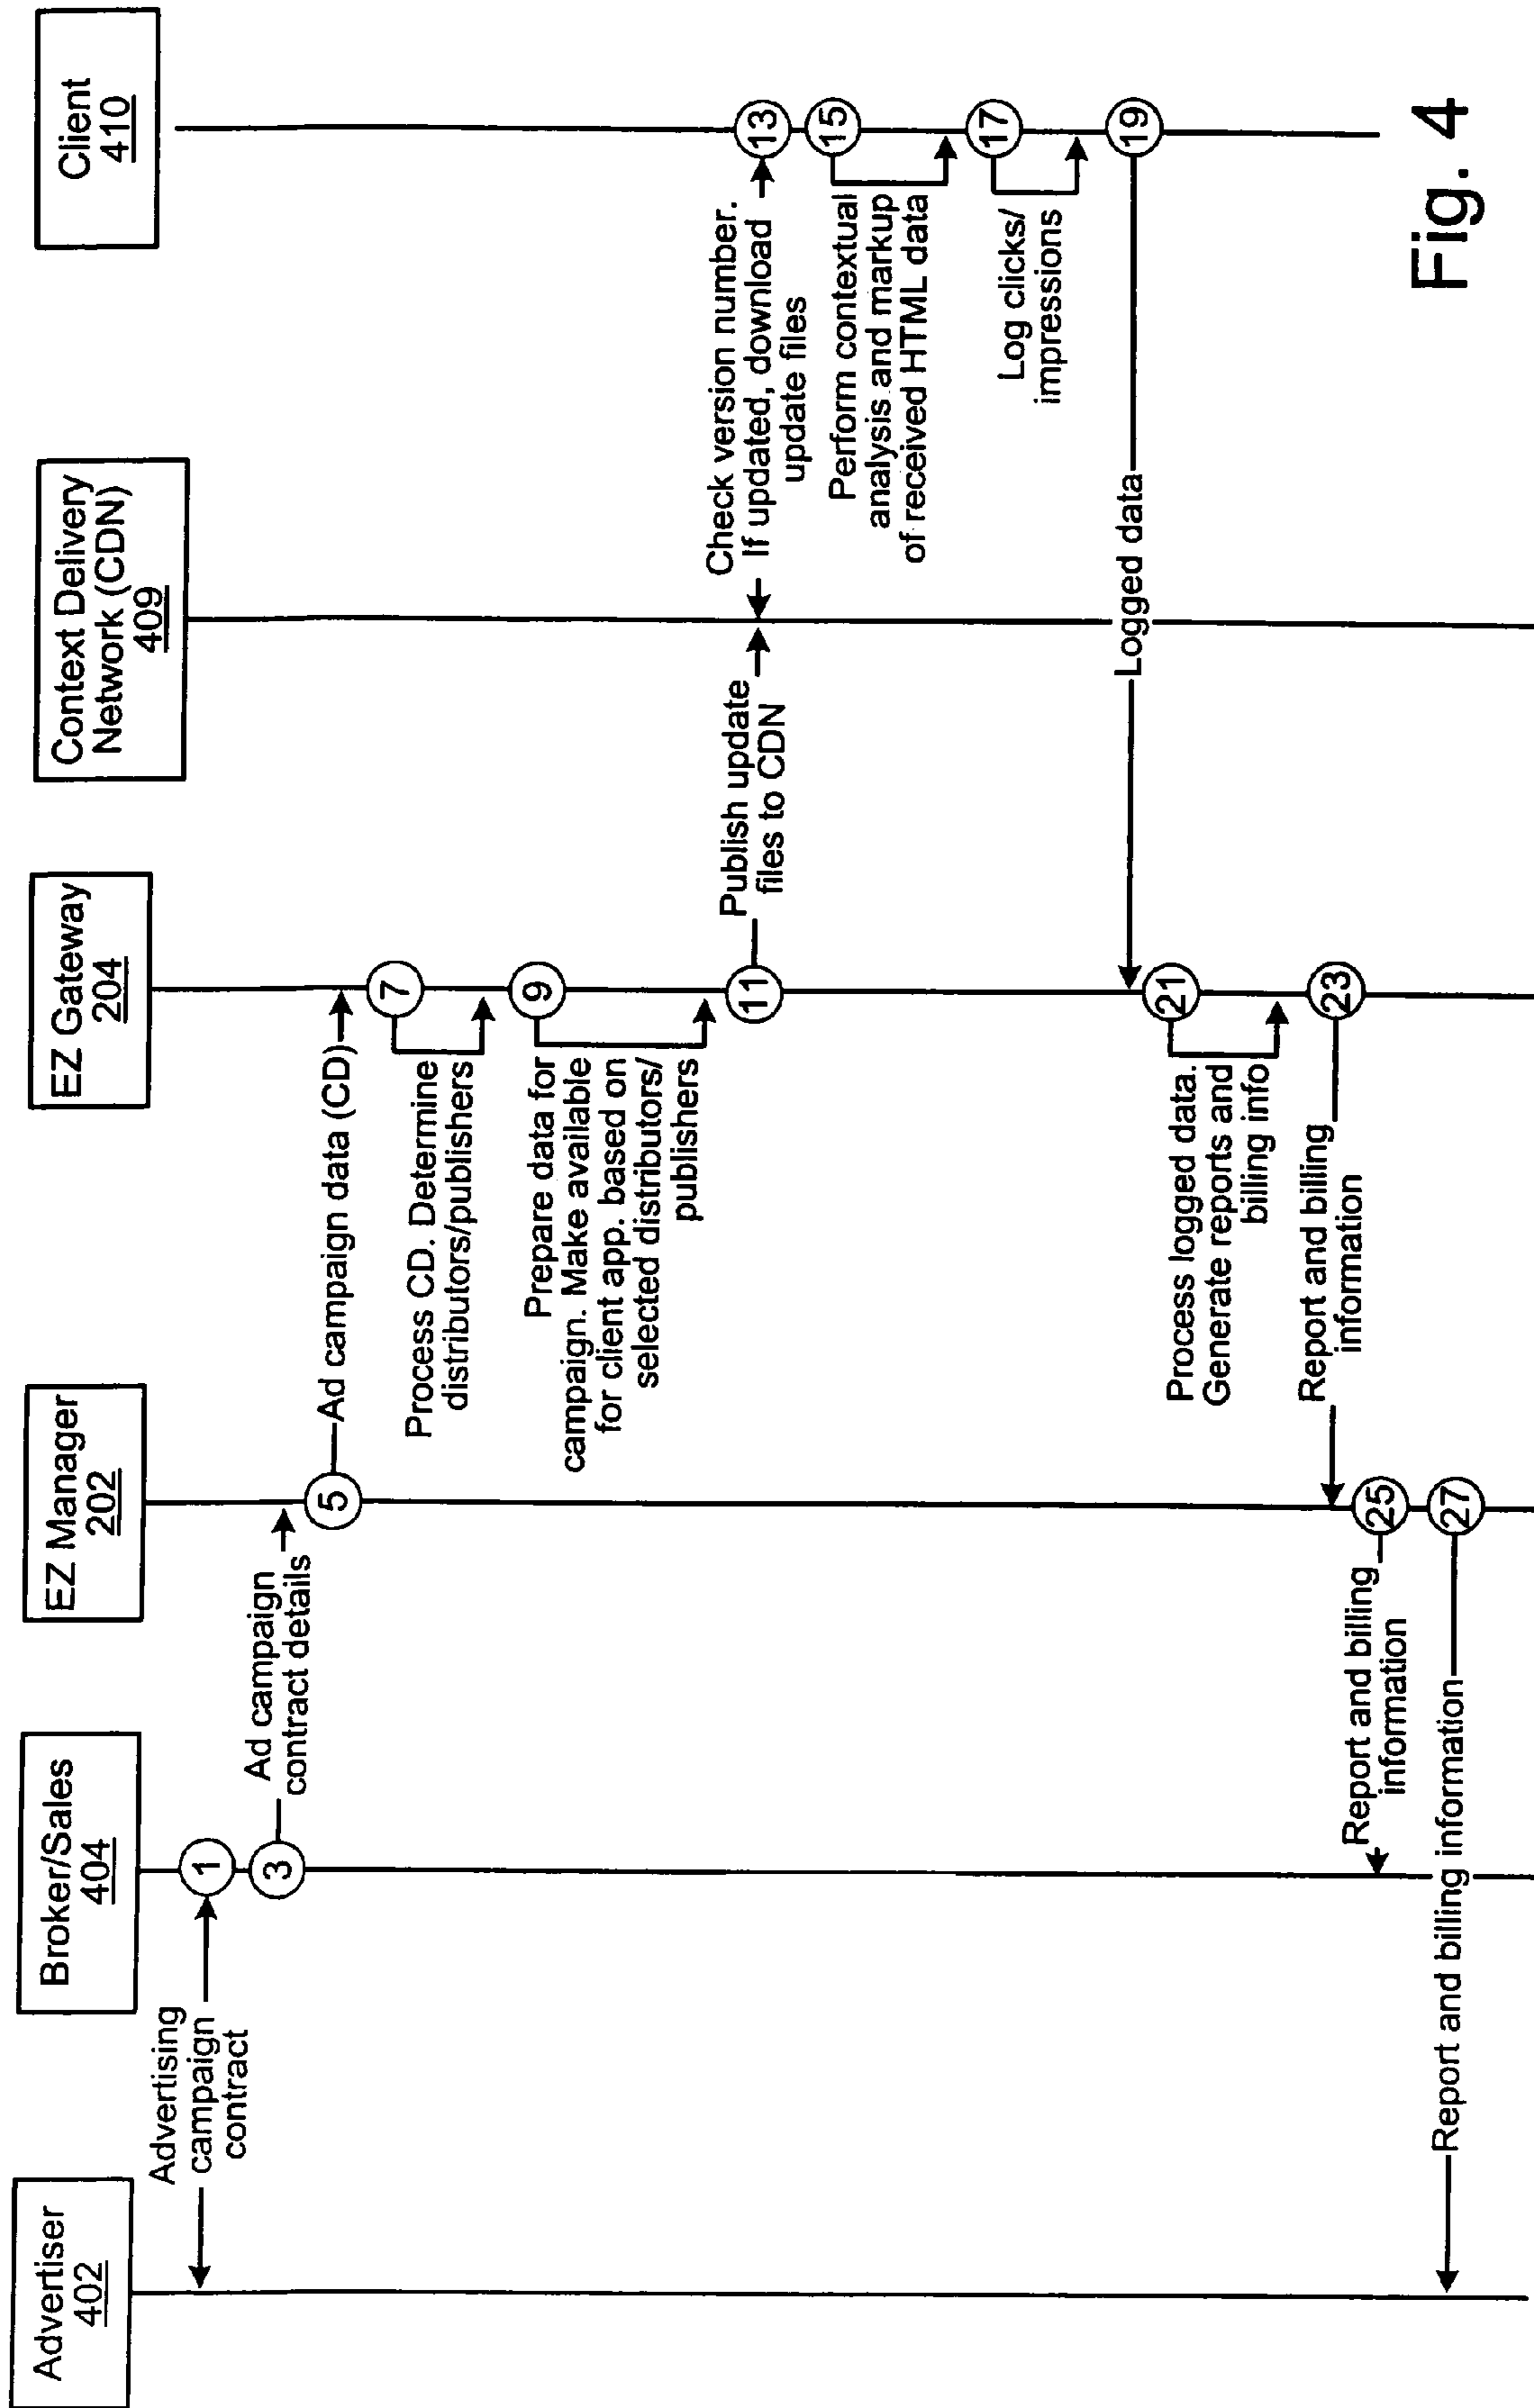 Advertiser
402
Broker/Sales
404
EZ Manager
202
EZ Gateway
204
Context Delivery
Network (CDN)
409
Client
410
Advertising
campaign
contract
1
3
Ad campaign
contract details
5
Ad campaign data (CD)
7
Process CD. Determine
distributors/publishers
9
Prepare data for
campaign. Make available
for client app. based on
selected distributors/
publishers
11
Publish update
files to CDN
Check version number.
If updated, download
update files
13
15
Perform contextual
analysis and markup
of received HTML data
17
Log clicks/
impressions
19
Logged data
21
Process logged data.
Generate reports and
billing info
23
Report and billing
information
25
Report and billing
information
27
Report and billing information
Fig. 4